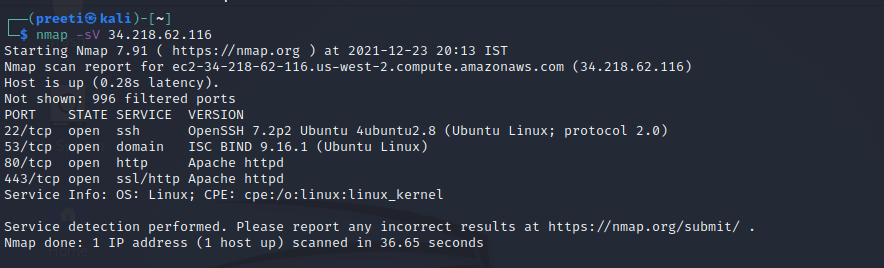 (preeti㉿kali)-[~]
$ nmap -sV 34.218.62.116
Starting Nmap 7.91 ( https://nmap.org ) at 2021-12-23 20:13 IST
Nmap scan report for ec2-34-218-62-116.us-west-2.compute.amazonaws.com (34.218.62.116)
Host is up (0.28s latency).
Not shown: 996 filtered ports
PORT    STATE SERVICE  VERSION
22/tcp  open  ssh      OpenSSH 7.2p2 Ubuntu 4ubuntu2.8 (Ubuntu Linux; protocol 2.0)
53/tcp  open  domain   ISC BIND 9.16.1 (Ubuntu Linux)
80/tcp  open  http     Apache httpd
443/tcp open  ssl/http Apache httpd
Service Info: OS: Linux; CPE: cpe:/o:linux:linux_kernel

Service detection performed. Please report any incorrect results at https://nmap.org/submit/ .
Nmap done: 1 IP address (1 host up) scanned in 36.65 seconds
Home